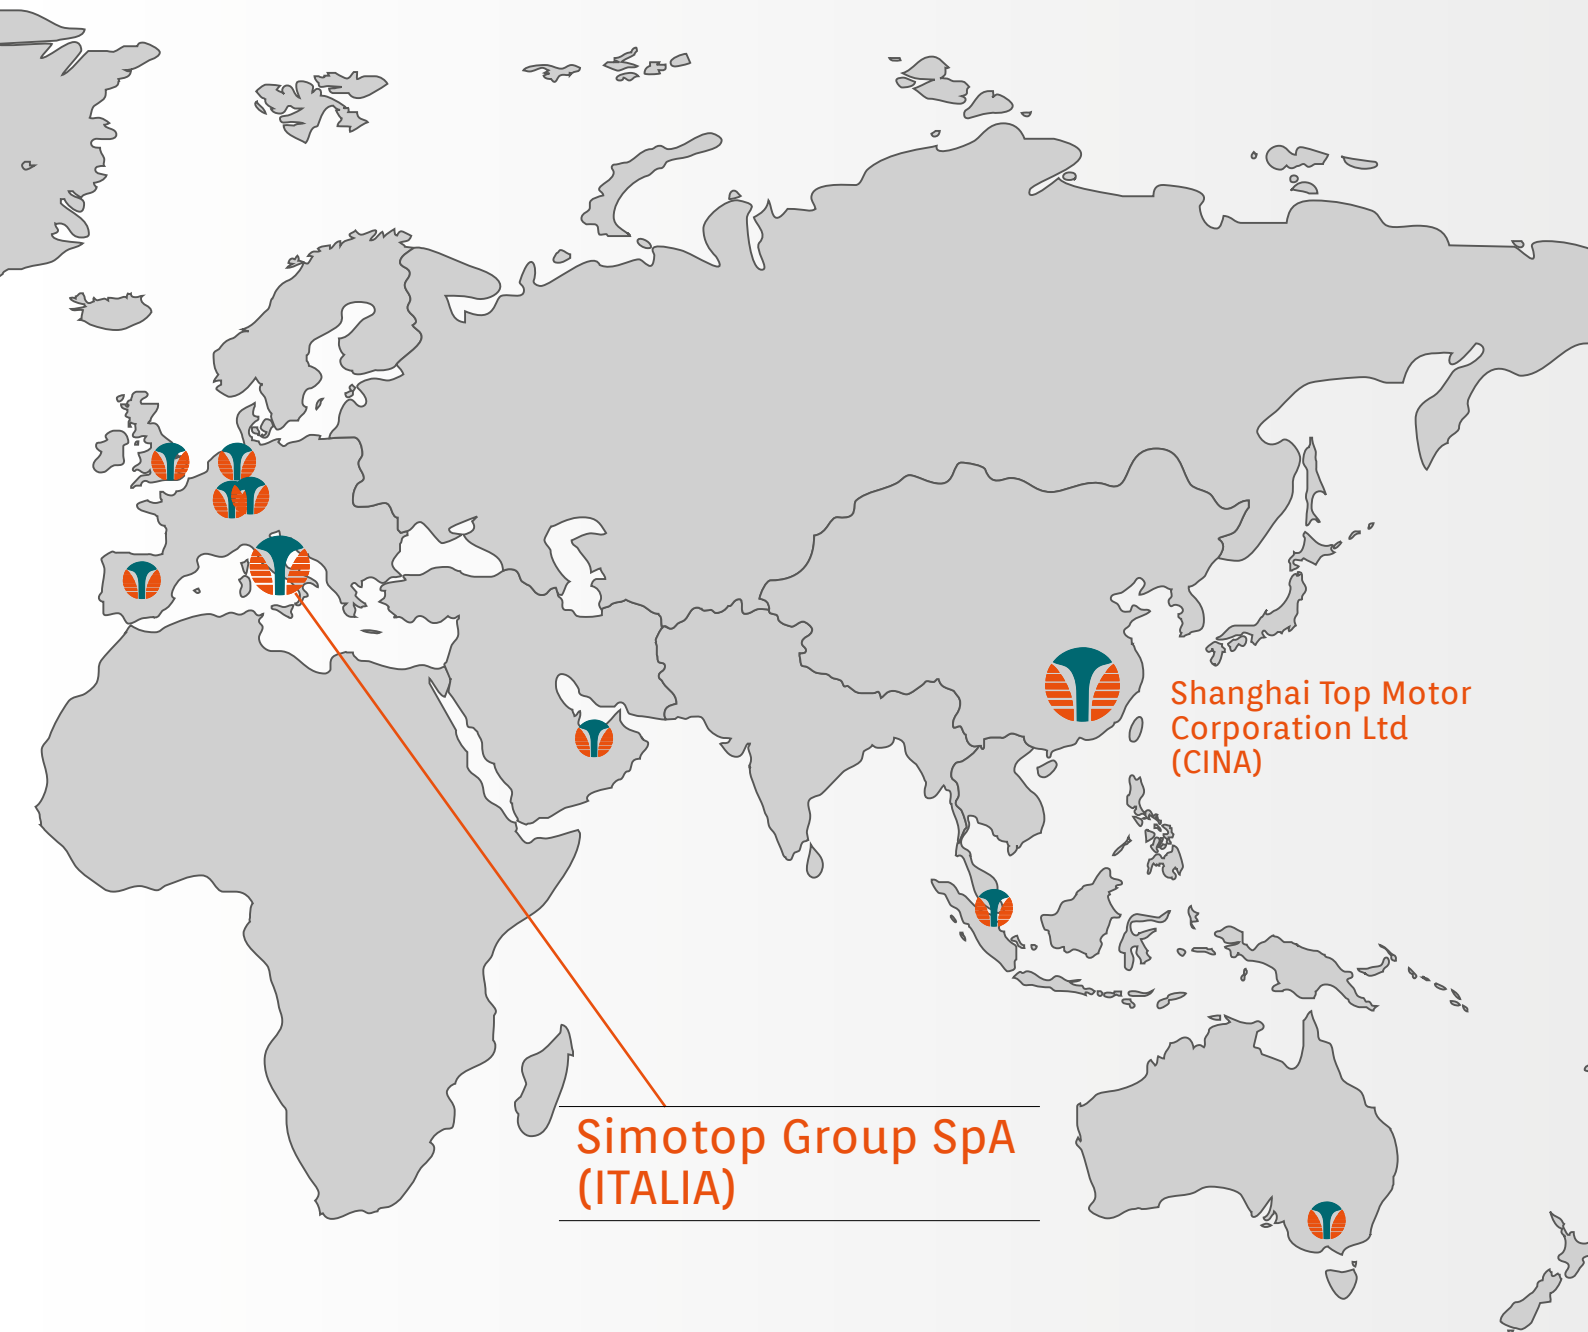 Shanghai Top Motor
Corporation Ltd
(CINA)
Simotop Group SpA
(ITALIA)